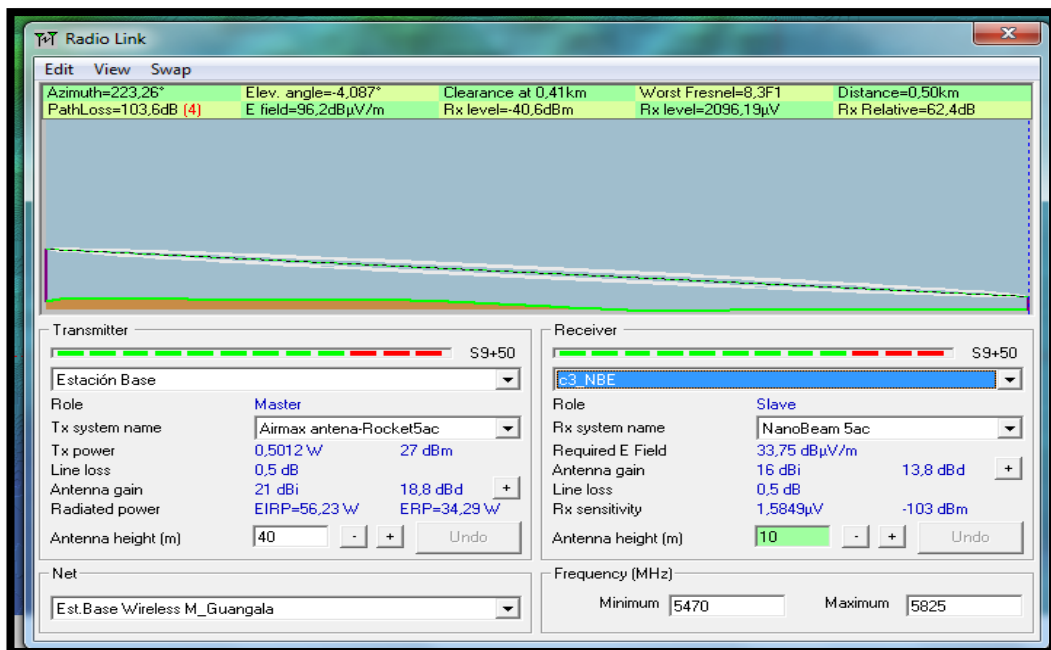 Radio Link
Edit View Swap
Azimuth=223,26° Elev. angle=-4,087° Clearance at 0,41km Worst Fresnel=8,3F1 Distance=0,50km
PathLoss=103,6dB (4) E field=96,2dBµV/m Rx level=-40,6dBm Rx level=2096,19µV Rx Relative=62,4dB
Transmitter
S9+50
Estación Base
Role Master
Tx system name Airmax antena-Rocket5ac
Tx power 0,5012 W 27 dBm
Line loss 0,5 dB
Antenna gain 21 dBi 18,8 dBd +
Radiated power EIRP=56,23 W ERP=34,29 W
Antenna height (m) 40 - + Undo
Net
Est.Base Wireless M_Guangala
Receiver
S9+50
c3_NBE
Role Slave
Rx system name NanoBeam 5ac
Required E Field 33,75 dBµV/m
Antenna gain 16 dBi 13,8 dBd +
Line loss 0,5 dB
Rx sensitivity 1,5849µV -103 dBm
Antenna height (m) 10 - + Undo
Frequency (MHz)
Minimum 5470 Maximum 5825